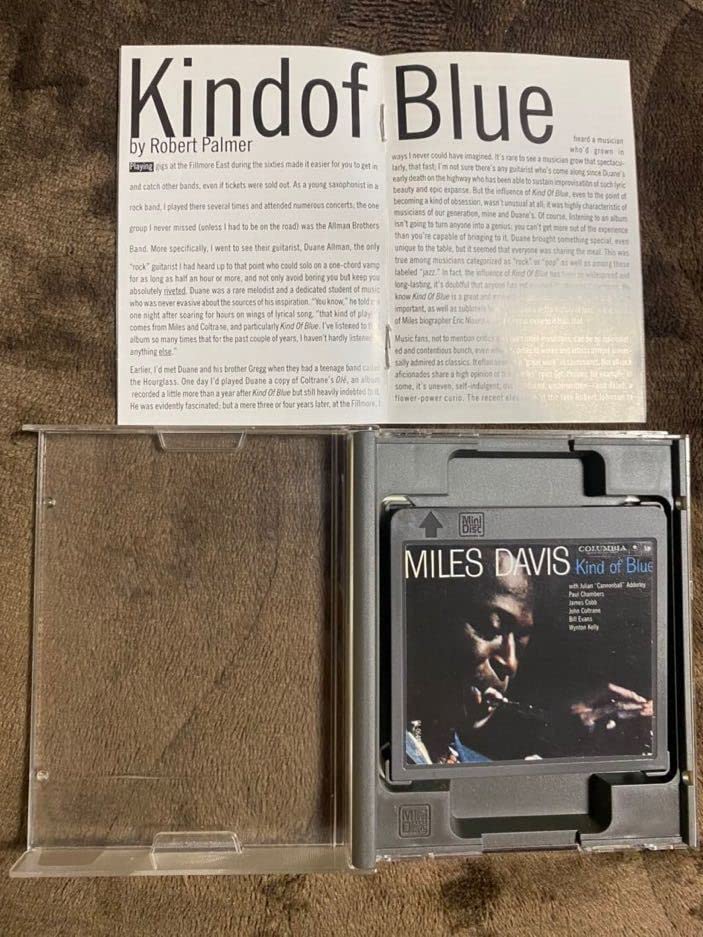 Kind of Blue
by Robert Palmer
Playing gigs at the Fillmore East during the sixties made it easier for you to get in
and catch other bands, even if tickets were sold out. As a young saxophonist in a
rock band, I played there several times and attended numerous concerts; the one
group I never missed (unless I had to be on the road) was the Allman Brothers
Band. More specifically, I went to see their guitarist, Duane Allman, the only
"rock" guitarist I had heard up to that point who could solo on a one-chord vamp
for as long as half an hour or more, and not only avoid boring you but keep you
absolutely riveted. Duane was a rare melodist and a dedicated student of music
who was never evasive about the sources of his inspiration. "You know," he told me
one night after soaring for hours on wings of lyrical song, "that kind of playing
comes from Miles and Coltrane, and particularly Kind Of Blue. I've listened to that
album so many times that for the past couple of years, I haven't hardly listened to
anything else."
Earlier, I'd met Duane and his brother Gregg when they had a teenage band called
the Hourglass. One day I'd played Duane a copy of Coltrane's Olé, an album
recorded a little more than a year after Kind Of Blue but still heavily indebted to it.
He was evidently fascinated; but a mere three or four years later, at the Fillmore, I
heard a musician
who'd grown in
ways I never could have imagined. It's rare to see a musician grow that spectacu-
larly, that fast; I'm not sure there's any guitarist who's come along since Duane's
early death on the highway who has been able to sustain improvisation of such lyric
beauty and epic expanse. But the influence of Kind Of Blue, even to the point of
becoming a kind of obsession, wasn't unusual at all; it was highly characteristic of
musicians of our generation, mine and Duane's. Of course, listening to an album
isn't going to turn anyone into a genius; you can't get more out of the experience
than you're capable of bringing to it. Duane brought something special, even
unique to the table, but it seemed that everyone was sharing the meal. This was
true among musicians categorized as "rock" or "pop" as well as among those
labeled "jazz." In fact, the influence of Kind Of Blue has been so widespread and
long-lasting, it's doubtful that anyone has
know Kind Of Blue is a great and
important, as well as sublimely
of Miles biographer Eric
Music fans, not to mention critics
ed and contentious bunch, even
sally admired as classics.
aficionados share a high opinion of
some, it's uneven, self-indulgent,
flower-power curio. The recent of the late Robert Johnson to
Mini Disc
MILES DAVIS
COLUMBIA
Kind of Blue
with Julian "Cannonball" Adderley
Paul Chambers
James Cobb
John Coltrane
Bill Evans
Wynton Kelly
Mini Disc